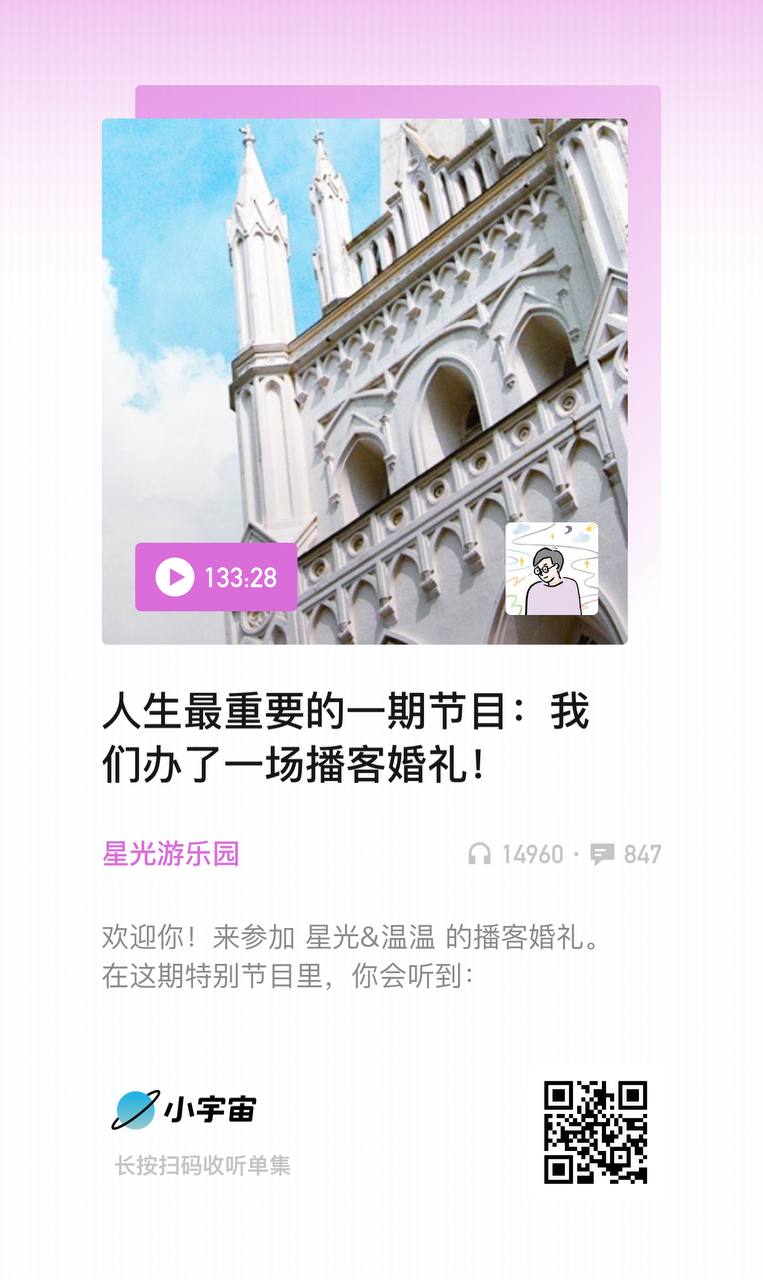 133:28
人生最重要的一期节目：我
们办了一场播客婚礼！
星光游乐园
14960 · 847
欢迎你！来参加 星光&温温 的播客婚礼。
在这期特别节目里，你会听到：
小宇宙
长按扫码收听单集